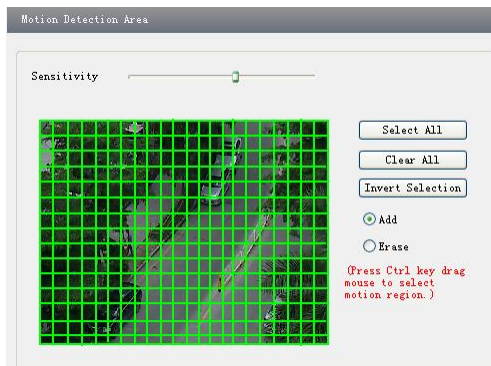 Motion Detection Area
Sensitivity
Select All
Clear All
Invert Selection
Add
Erase
(Press Ctrl key drag
mouse to select
motion region.)